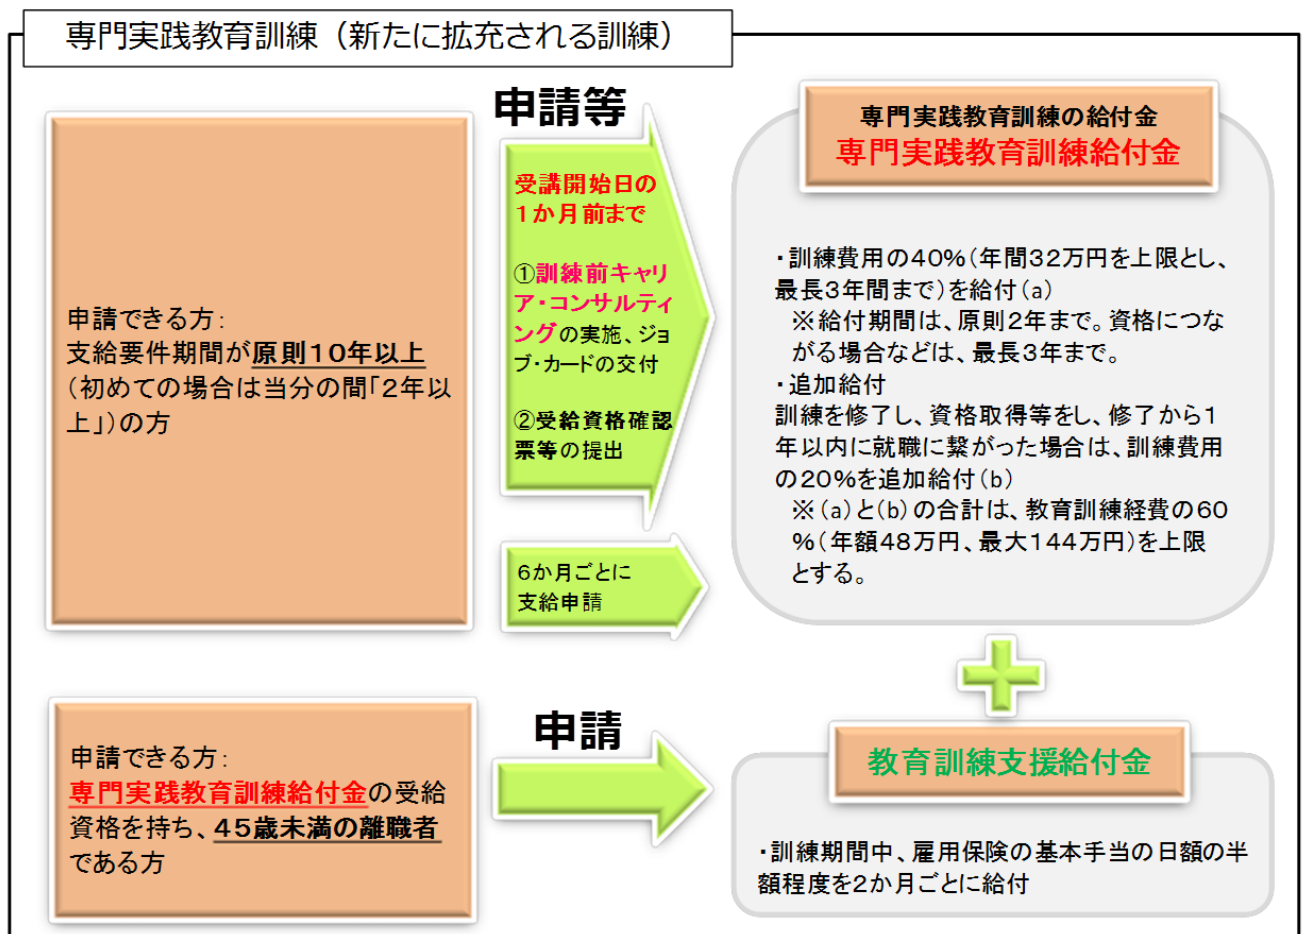 専門実践教育訓練（新たに拡充される訓練）
申請できる方：
支給要件期間が原則１０年以上
（初めての場合は当分の間「２年以
上」）の方
申請等
受講開始日の
１か月前まで
①訓練前キャリ
ア・コンサルティ
ングの実施、ジョ
ブ・カードの交付
②受給資格確認
票等の提出
６か月ごとに
支給申請
専門実践教育訓練の給付金
専門実践教育訓練給付金
・訓練費用の４０％（年間３２万円を上限とし、
最長３年間まで）を給付（a）
※給付期間は、原則２年まで。資格につな
がる場合などは、最長３年まで。
・追加給付
訓練を修了し、資格取得等をし、修了から１
年以内に就職に繋がった場合は、訓練費用
の２０％を追加給付（b）
※（a）と（b）の合計は、教育訓練経費の６０
％（年額４８万円、最大１４４万円）を上限
とする。
申請できる方：
専門実践教育訓練給付金の受給
資格を持ち、４５歳未満の離職者
である方
申請
教育訓練支援給付金
・訓練期間中、雇用保険の基本手当の日額の半
額程度を２か月ごとに給付